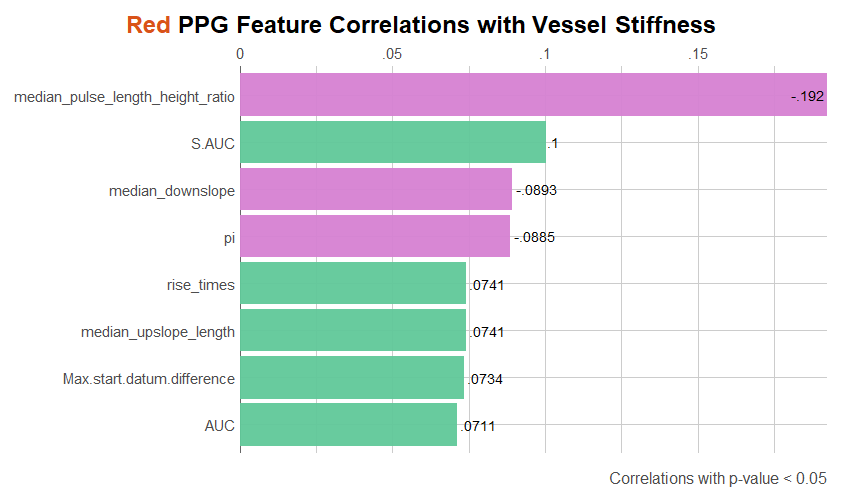 Red PPG Feature Correlations with Vessel Stiffness
0 .05 .1 .15
median_pulse_length_height_ratio -.192
S.AUC .1
median_downslope -.0893
pi -.0885
rise_times .0741
median_upslope_length .0741
Max.start.datum.difference .0734
AUC .0711
Correlations with p-value < 0.05